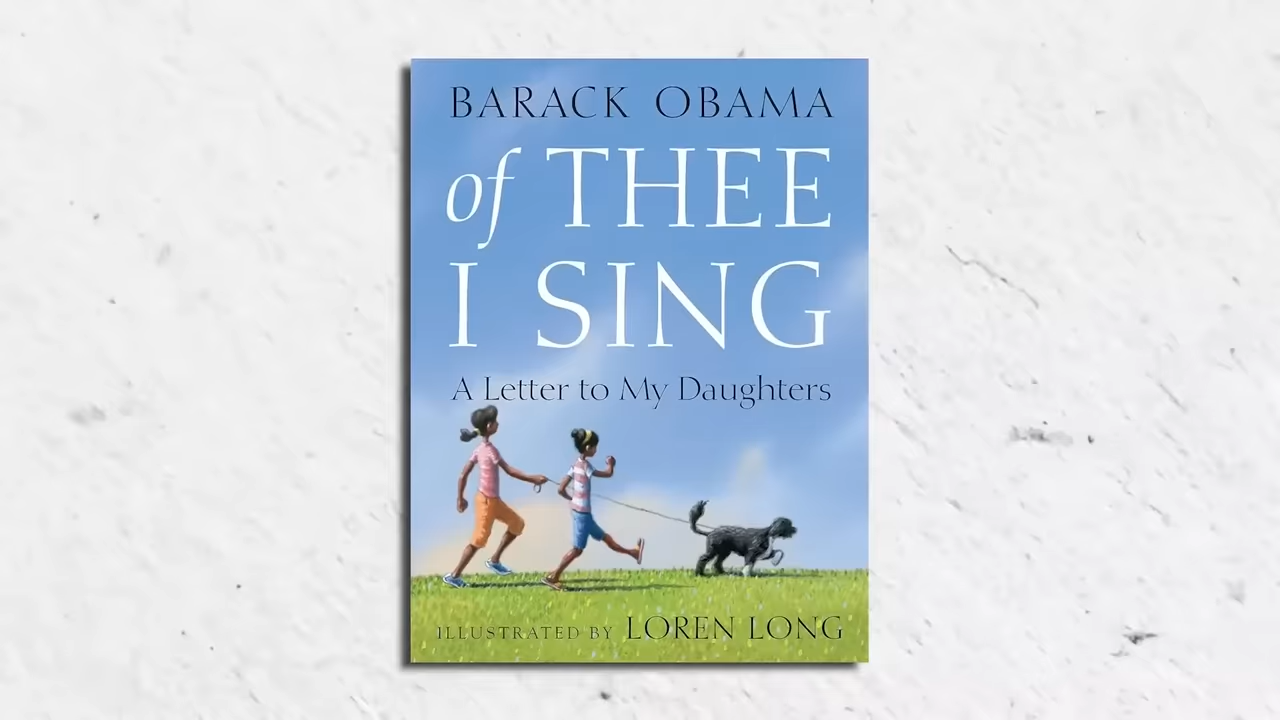 BARACK OBAMA
of THEE
I SING
A Letter to My Daughters
ILLUSTRATED BY LOREN LONG